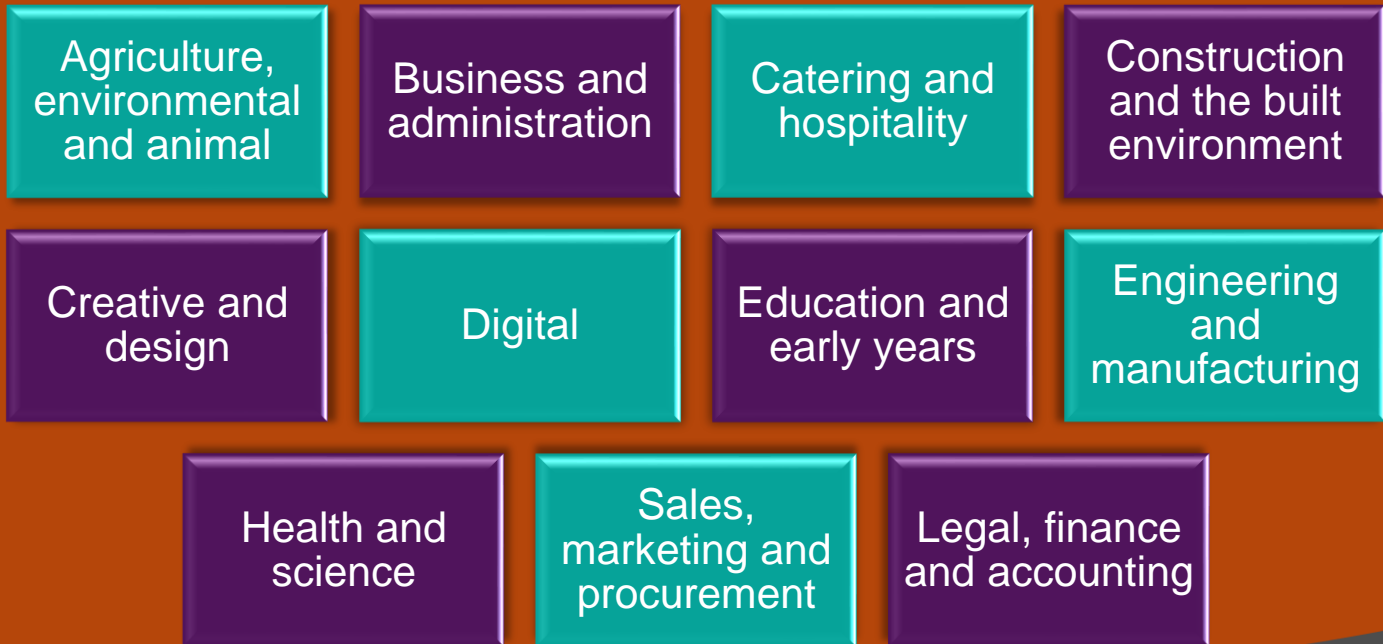 Agriculture,
environmental
and animal
Business and
administration
Catering and
hospitality
Construction
and the built
environment
Creative and
design
Digital
Education and
early years
Engineering
and
manufacturing
Health and
science
Sales,
marketing and
procurement
Legal, finance
and accounting